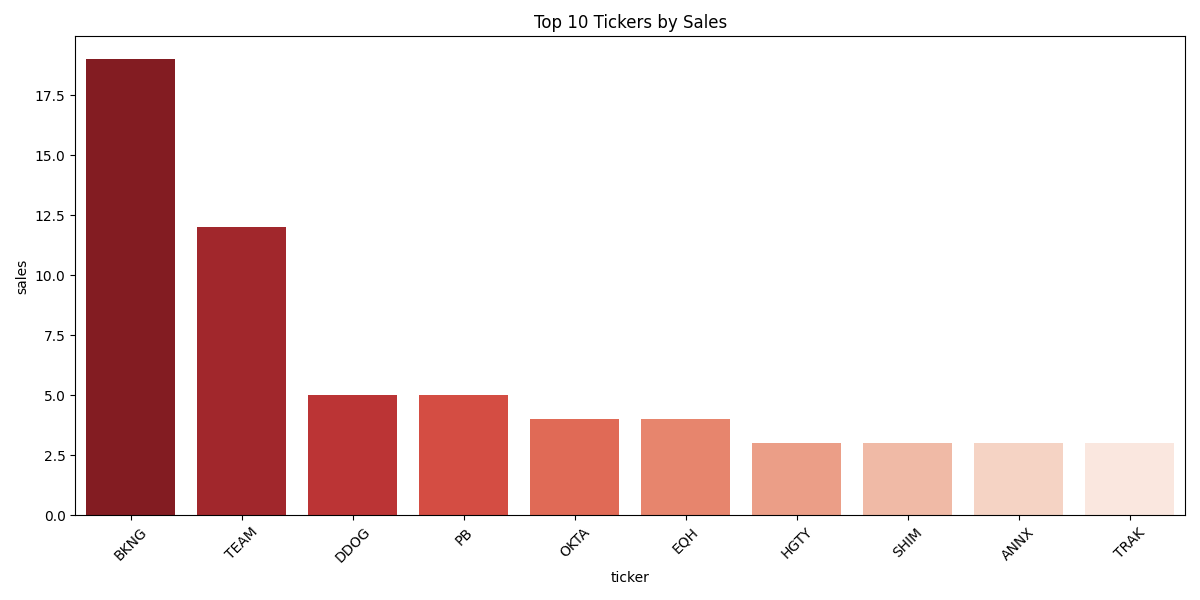 Top 10 Tickers by Sales
sales
17.5
15.0
12.5
10.0
7.5
5.0
2.5
0.0
BKNG TEAM DDOG PB OKTA EQH HGTY SHIM ANNX TRAK
ticker